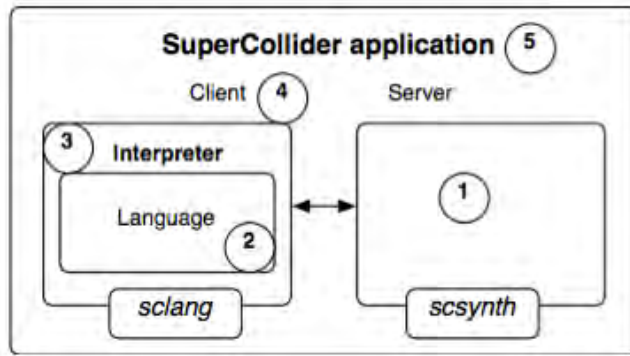 SuperCollider application 5
Client 4 Server
3 Interpreter
1
Language
2
sclang scsynth